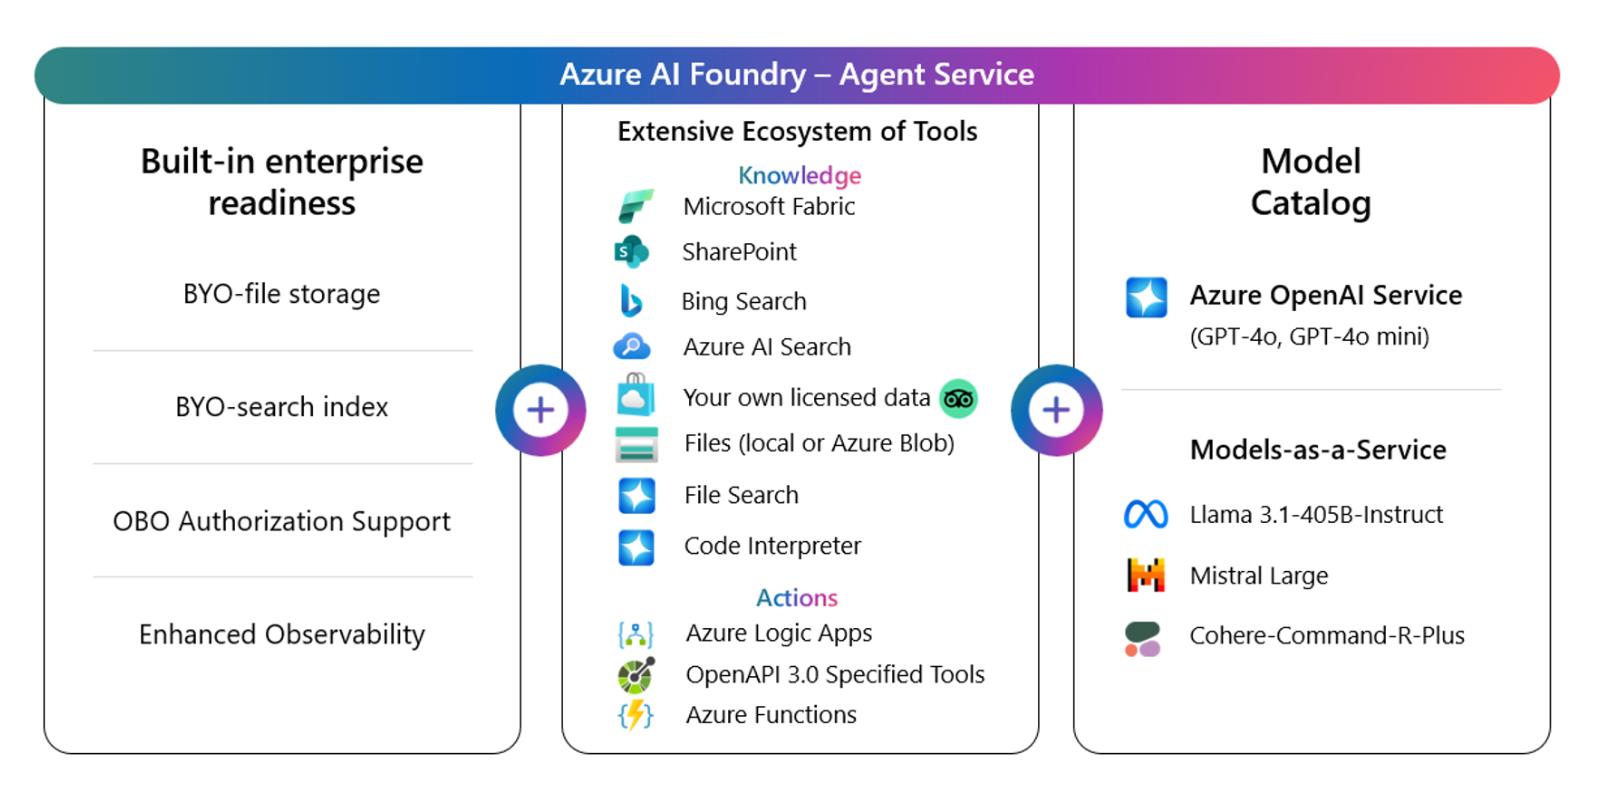 Azure AI Foundry – Agent Service
Built-in enterprise
readiness
BYO-file storage
BYO-search index
OBO Authorization Support
Enhanced Observability
Extensive Ecosystem of Tools
Knowledge
Microsoft Fabric
S
SharePoint
Bing Search
Azure AI Search
Your own licensed data
Files (local or Azure Blob)
File Search
Code Interpreter
Actions
Azure Logic Apps
OpenAPI 3.0 Specified Tools
Azure Functions
Model
Catalog
Azure OpenAI Service
(GPT-4o, GPT-4o mini)
Models-as-a-Service
Llama 3.1-405B-Instruct
Mistral Large
Cohere-Command-R-Plus